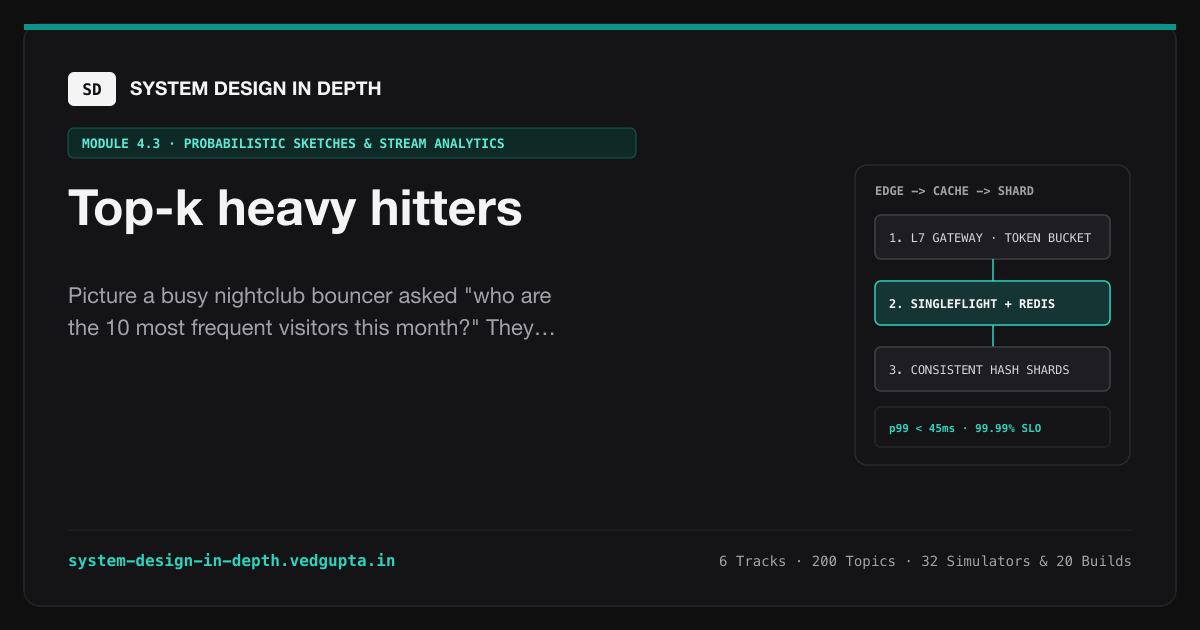 SD SYSTEM DESIGN IN DEPTH
MODULE 4.3 · PROBABILISTIC SKETCHES & STREAM ANALYTICS
Top-k heavy hitters
Picture a busy nightclub bouncer asked "who are
the 10 most frequent visitors this month?" They…
EDGE —> CACHE —> SHARD
1. L7 GATEWAY · TOKEN BUCKET
2. SINGLEFLIGHT + REDIS
3. CONSISTENT HASH SHARDS
p99 < 45ms · 99.99% SLO
system-design-in-depth.vedgupta.in
6 Tracks · 200 Topics · 32 Simulators & 20 Builds